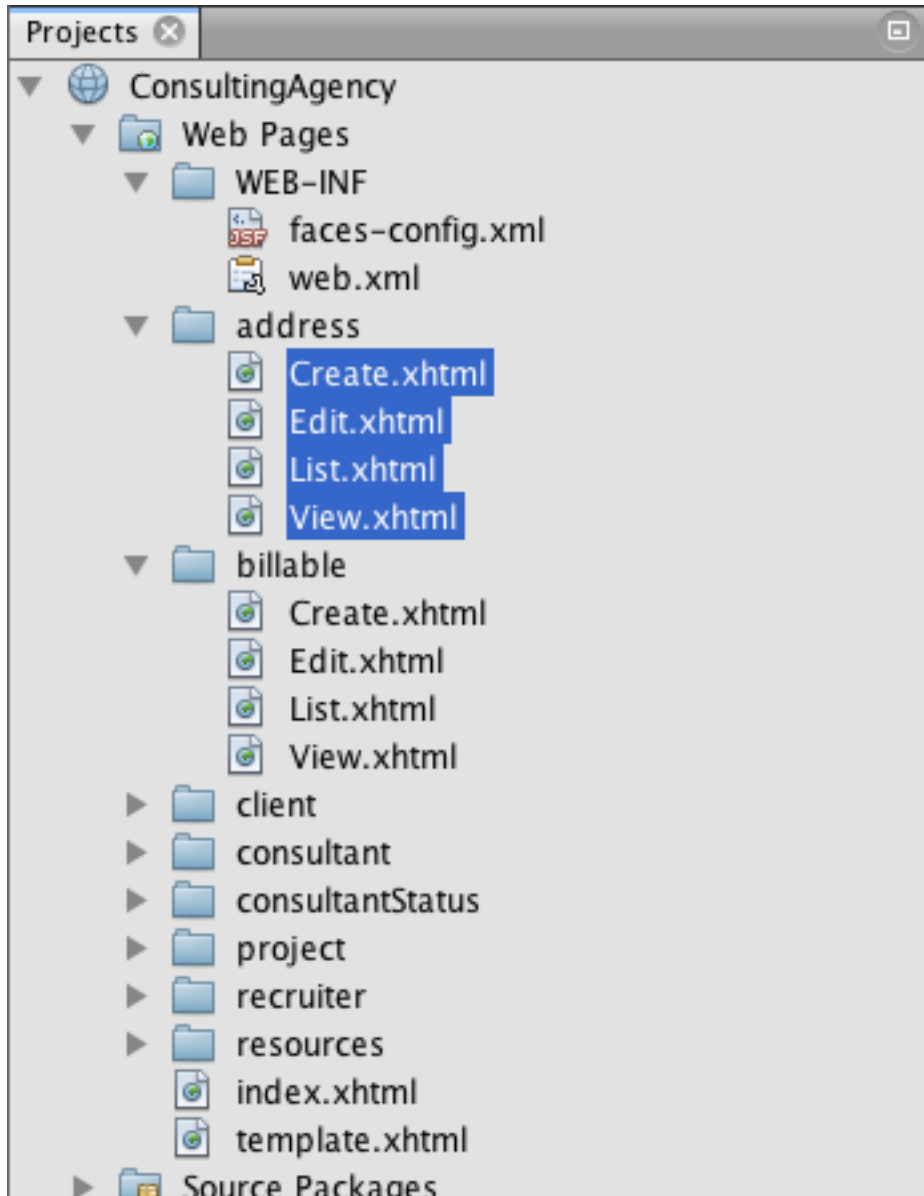 Projects
ConsultingAgency
Web Pages
WEB-INF
faces-config.xml
web.xml
address
Create.xhtml
Edit.xhtml
List.xhtml
View.xhtml
billable
Create.xhtml
Edit.xhtml
List.xhtml
View.xhtml
client
consultant
consultantStatus
project
recruiter
resources
index.xhtml
template.xhtml
Source Packages